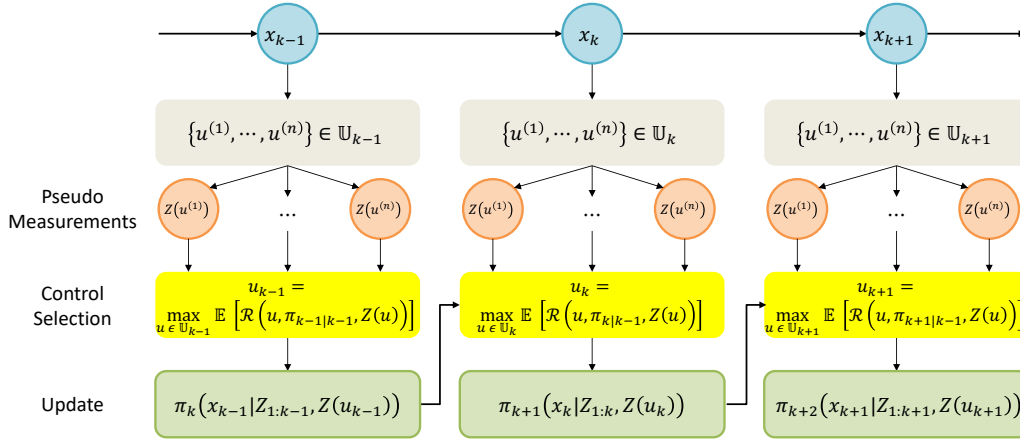 x_{k−1} x_k x_{k+1}
{u^{(1)}, ⋯, u^{(n)}} ∈ 𝕌_{k−1} {u^{(1)}, ⋯, u^{(n)}} ∈ 𝕌_k {u^{(1)}, ⋯, u^{(n)}} ∈ 𝕌_{k+1}
Pseudo
Measurements
Z(u^{(1)}) ... Z(u^{(n)}) Z(u^{(1)}) ... Z(u^{(n)}) Z(u^{(1)}) ... Z(u^{(n)})
Control
Selection
u_{k−1} =
max_{u ∈ 𝕌_{k−1}} 𝔼 [ℛ(u, π_{k−1|k−1}, Z(u))]
u_k =
max_{u ∈ 𝕌_k} 𝔼 [ℛ(u, π_{k|k−1}, Z(u))]
u_{k+1} =
max_{u ∈ 𝕌_{k+1}} 𝔼 [ℛ(u, π_{k+1|k−1}, Z(u))]
Update
π_k(x_{k−1}|Z_{1:k−1}, Z(u_{k−1})) π_{k+1}(x_k|Z_{1:k}, Z(u_k)) π_{k+2}(x_{k+1}|Z_{1:k+1}, Z(u_{k+1}))